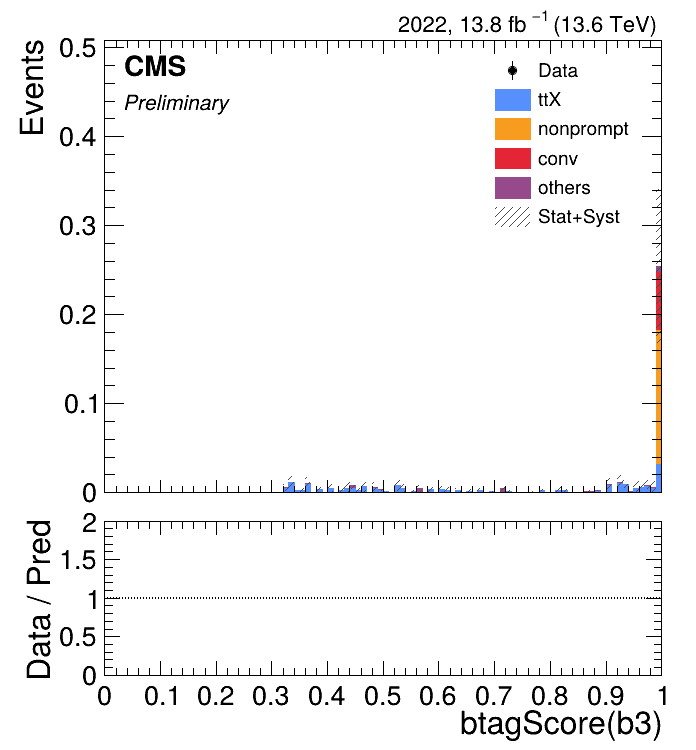 2022, 13.8 fb⁻¹ (13.6 TeV)
CMS
Preliminary
Data
ttX
nonprompt
conv
others
Stat+Syst
Events
0.5
0.4
0.3
0.2
0.1
0
Data / Pred
2
1.5
1
0.5
0
0 0.1 0.2 0.3 0.4 0.5 0.6 0.7 0.8 0.9 1
btagScore(b3)